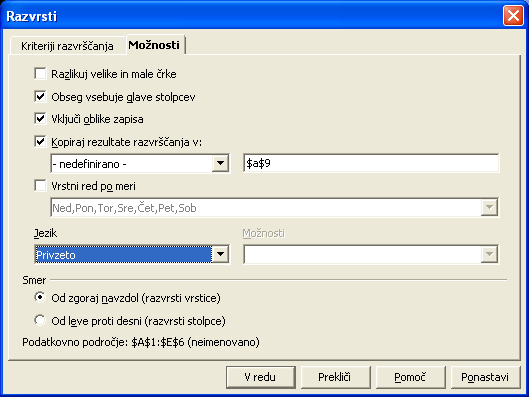 Razvrsti
Kriteriji razvrščanja Možnosti
Razlikuj velike in male črke
Obseg vsebuje glave stolpcev
Vključi oblike zapisa
Kopiraj rezultate razvrščanja v:
- nedefinirano - $a$9
Vrstni red po meri
Ned,Pon,Tor,Sre,Čet,Pet,Sob
Jezik Možnosti
Privzeto
Smer
Od zgoraj navzdol (razvrsti vrstice)
Od leve proti desni (razvrsti stolpce)
Podatkovno področje: $A$1:$E$6 (neimenovano)
V redu Prekliči Pomoč Ponastavi